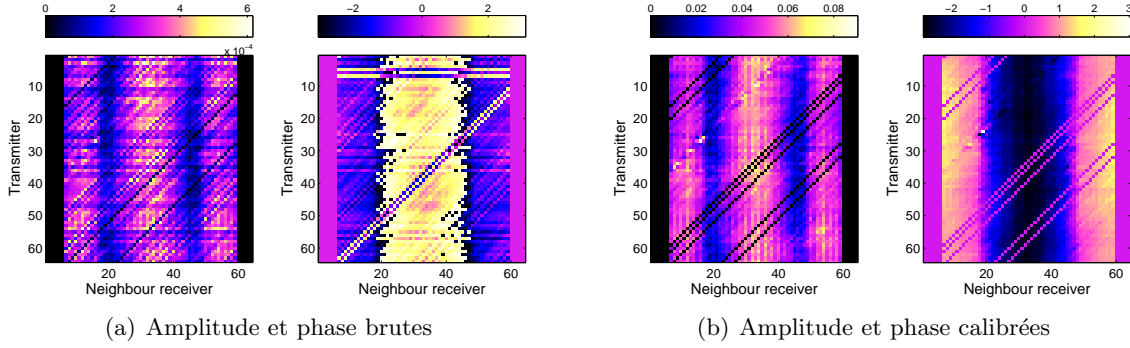 0 2 4 6
x 10⁻⁴
−2 0 2
0 0.02 0.04 0.06 0.08
−2 −1 0 1 2 3
10
20
30
40
50
60
Transmitter
20 40 60
Neighbour receiver
10
20
30
40
50
60
Transmitter
20 40 60
Neighbour receiver
10
20
30
40
50
60
Transmitter
20 40 60
Neighbour receiver
10
20
30
40
50
60
Transmitter
20 40 60
Neighbour receiver
(a) Amplitude et phase brutes
(b) Amplitude et phase calibrées